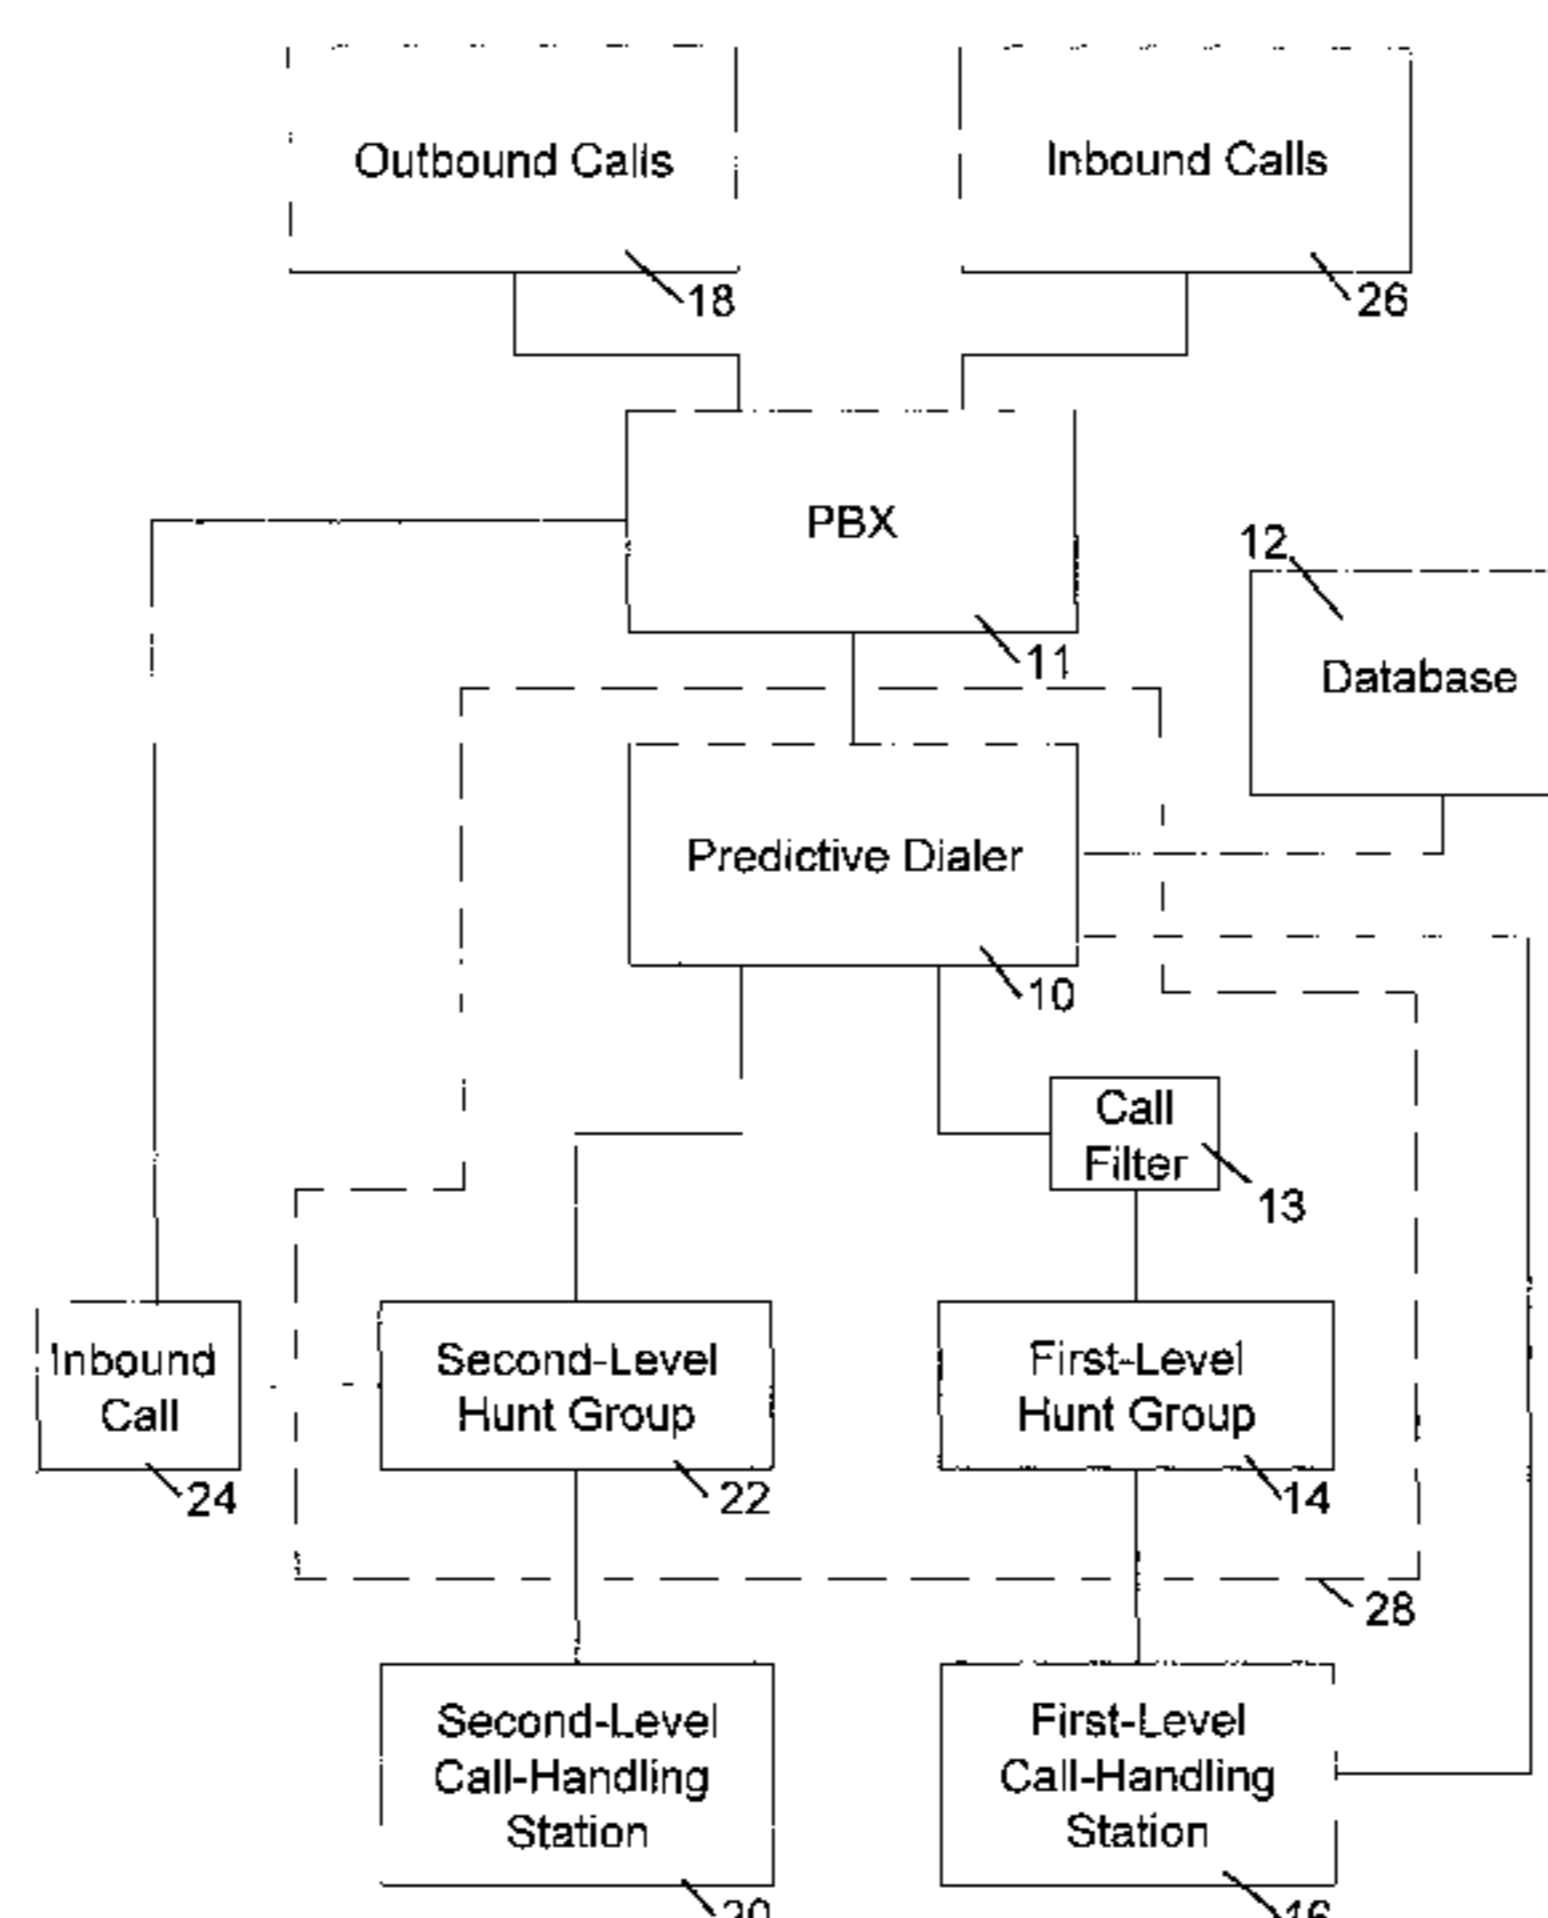 Outbound Calls
Inbound Calls
18
26
PBX
12
11
Database
Predictive Dialer
10
Call
Filter
13
Inbound
Call
Second-Level
Hunt Group
First-Level
Hunt Group
24
22
14
28
Second-Level
Call-Handling
Station
First-Level
Call-Handling
Station
20
16